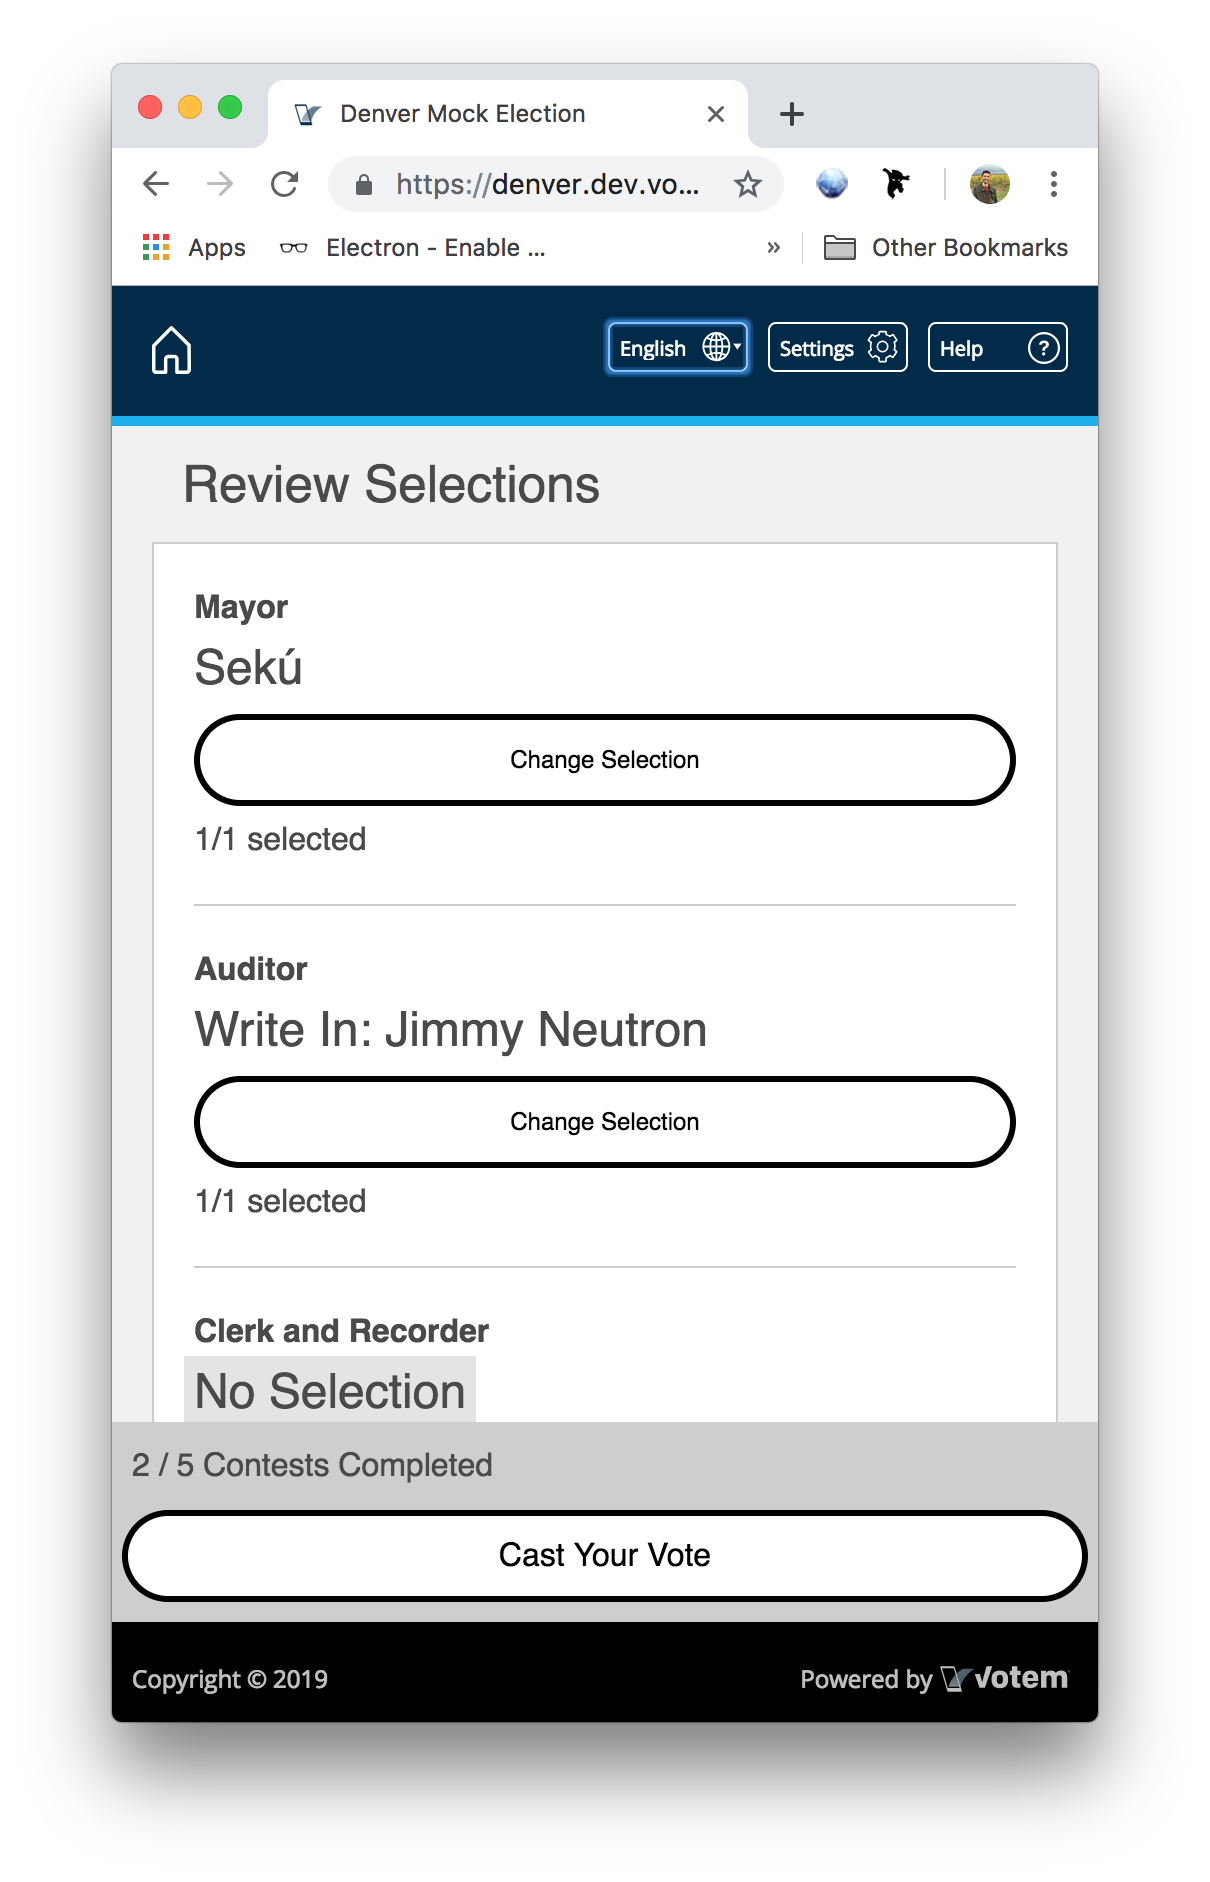 Denver Mock Election
https://denver.dev.vo...
Apps Electron - Enable ... » Other Bookmarks
English Settings Help ?
Review Selections
Mayor
Sekú
Change Selection
1/1 selected
Auditor
Write In: Jimmy Neutron
Change Selection
1/1 selected
Clerk and Recorder
No Selection
2 / 5 Contests Completed
Cast Your Vote
Copyright © 2019 Powered by Votem